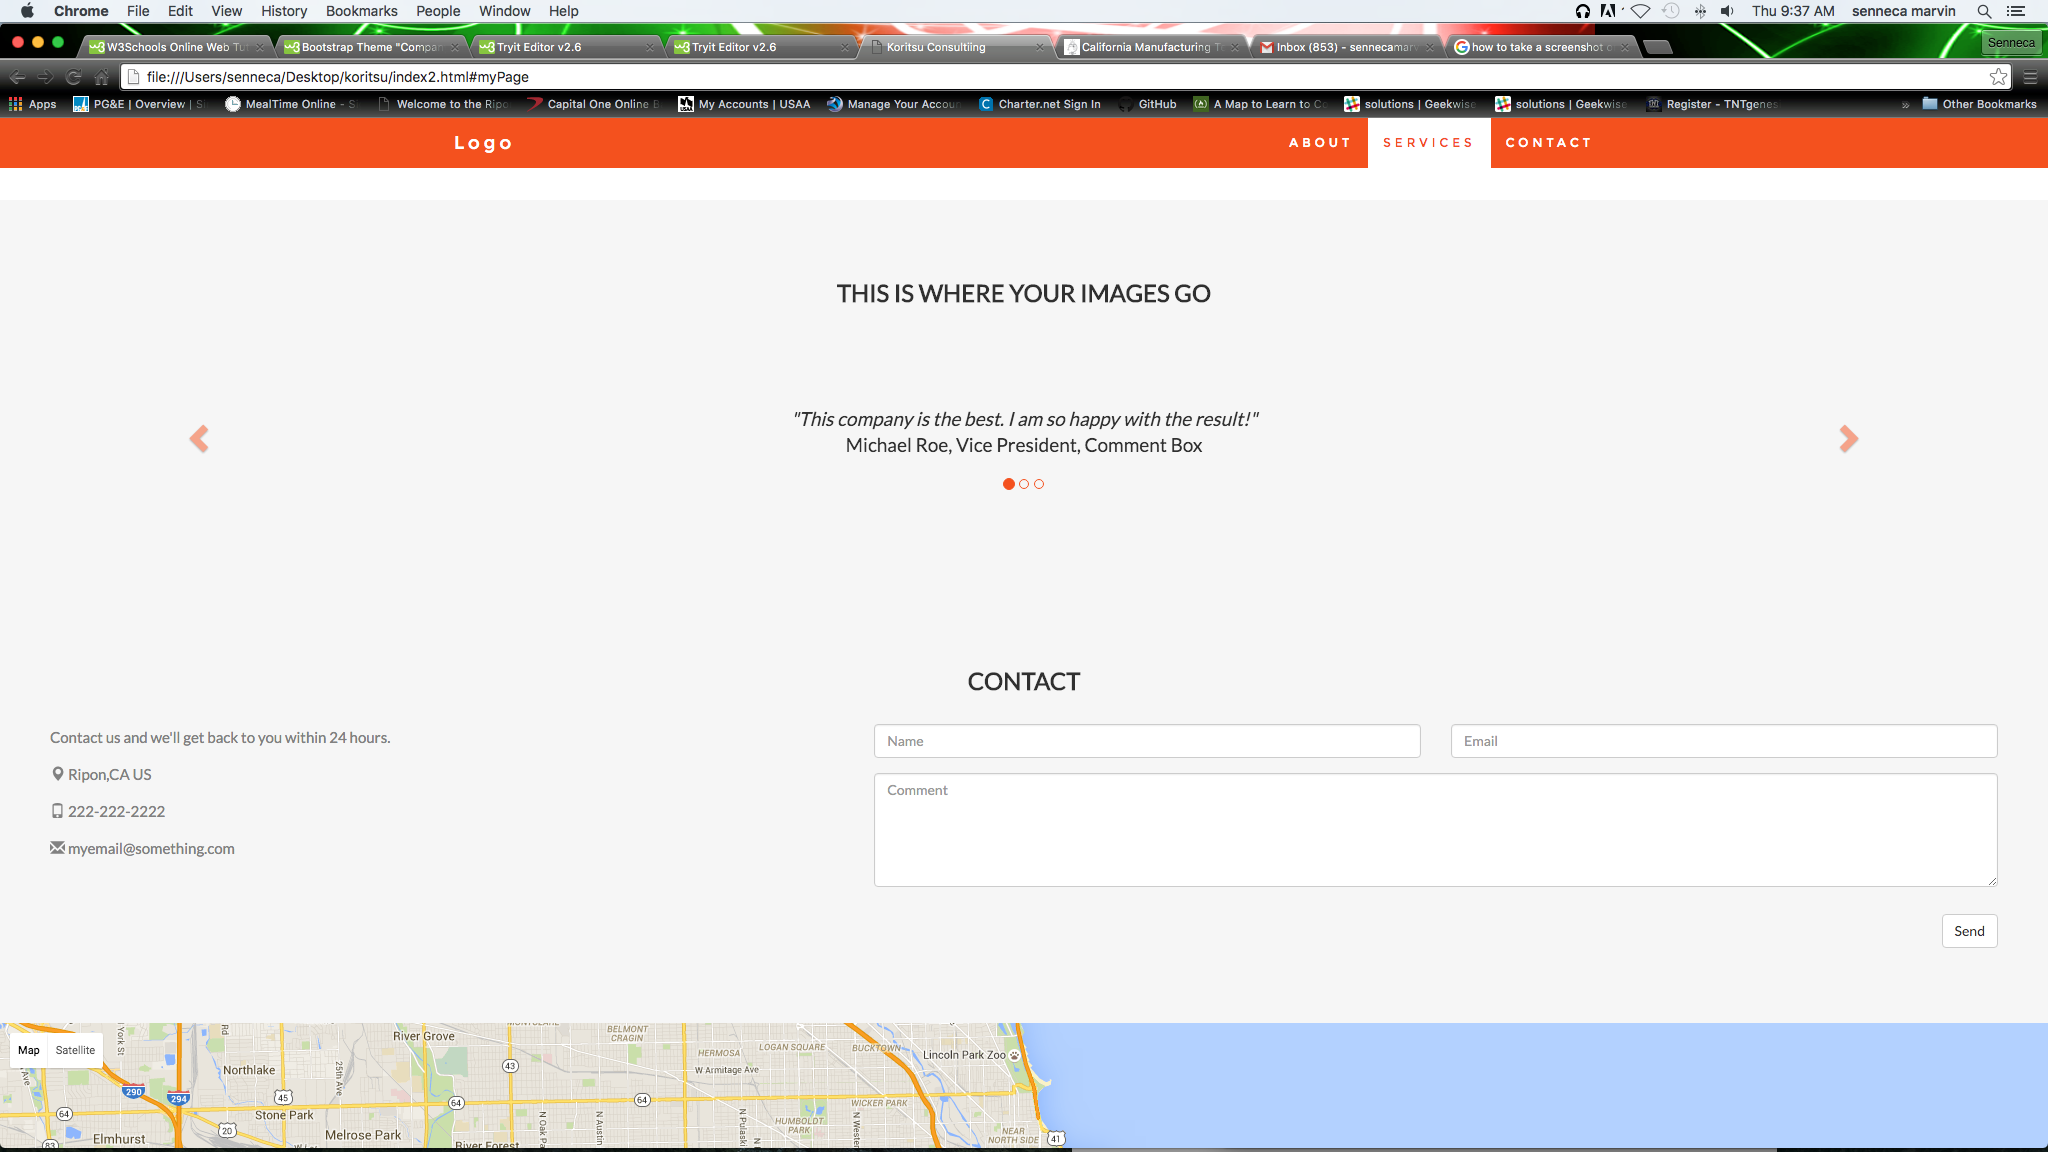 Chrome File Edit View History Bookmarks People Window Help
Thu 9:37 AM senneca marvin
W3Schools Online Web Tut
Bootstrap Theme "Compan
Tryit Editor v2.6
Tryit Editor v2.6
Koritsu Consultiing
California Manufacturing T
Inbox (853) - sennecamarv
how to take a screenshot
Senneca
file:///Users/senneca/Desktop/koritsu/index2.html#myPage
Apps
PG&E | Overview | S
MealTime Online - S
Welcome to the Ripo
Capital One Online B
My Accounts | USAA
Manage Your Accoun
Charter.net Sign In
GitHub
A Map to Learn to Co
solutions | Geekwise
solutions | Geekwise
Register - TNTgenes
» Other Bookmarks
Logo
ABOUT SERVICES CONTACT
THIS IS WHERE YOUR IMAGES GO
"This company is the best. I am so happy with the result!"
Michael Roe, Vice President, Comment Box
CONTACT
Contact us and we'll get back to you within 24 hours.
Ripon,CA US
222-222-2222
myemail@something.com
Name
Email
Comment
Send
Map Satellite
River Grove
BELMONT
CRAGIN
HERMOSA
LOGAN SQUARE
BUCKTOWN
Lincoln Park Zoo
W Armitage Ave
Northlake
25th Ave
43
290
294
45
64
64
64
Stone Park
20
WICKER PARK
HUMBOLDT
PARK
Elmhurst
83
Melrose Park
River Forest
N Oak Pa
N Austin
N Pulaski
N Western
NEAR
NORTH SIDE
41